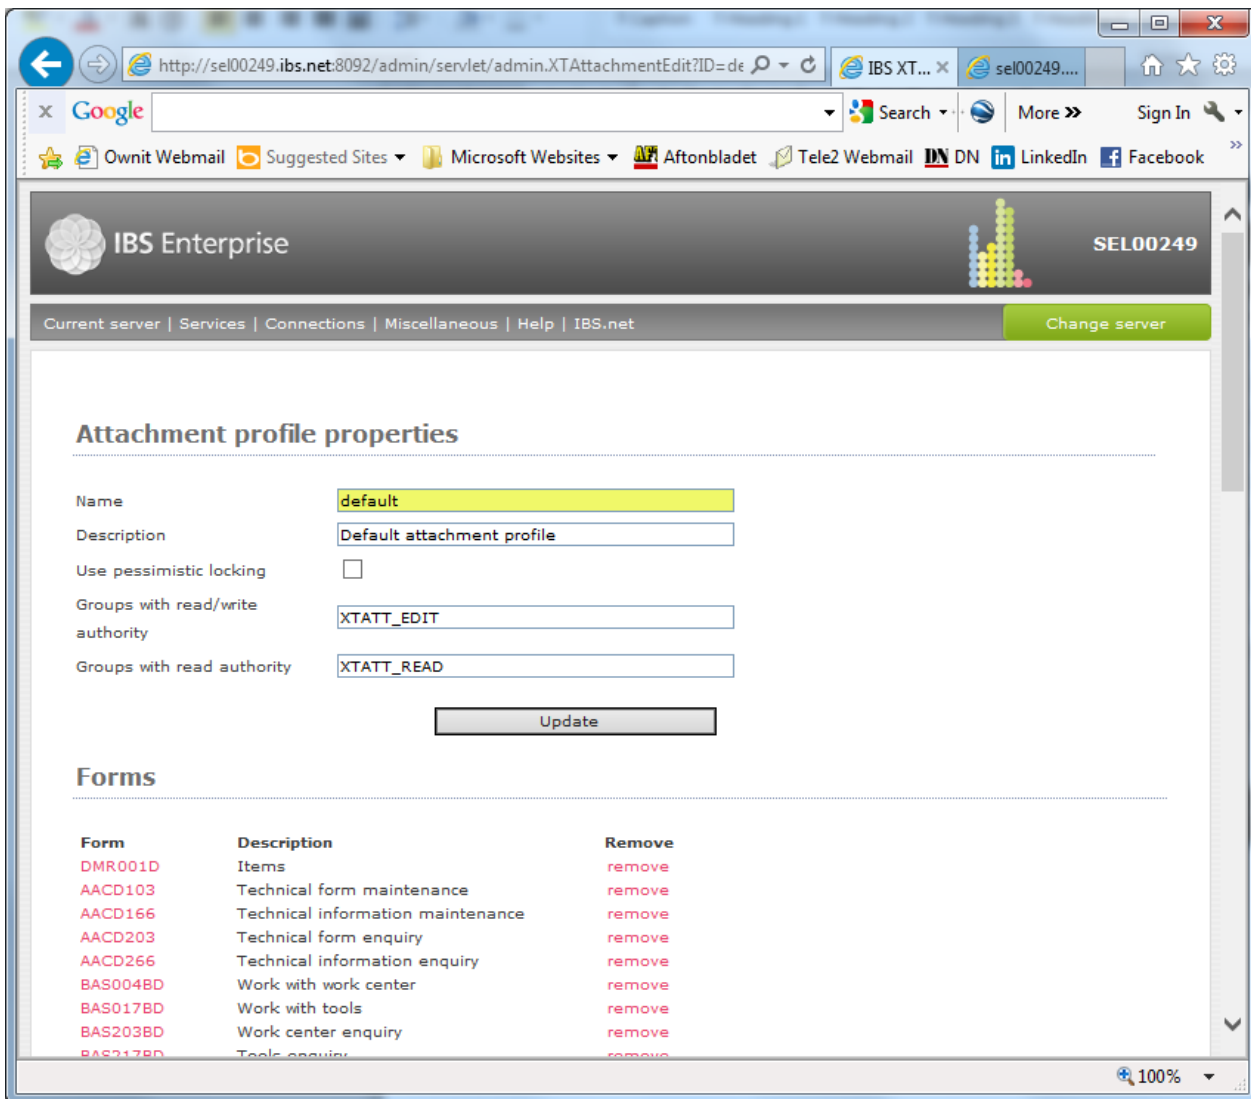 http://sel00249.ibs.net:8092/admin/servlet/admin.XTAttachmentEdit?ID=de
IBS XT...
sel00249....
x Google Search More » Sign In
Ownit Webmail Suggested Sites Microsoft Websites Aftonbladet Tele2 Webmail DN DN LinkedIn Facebook »
IBS Enterprise
SEL00249
Current server | Services | Connections | Miscellaneous | Help | IBS.net
Change server
Attachment profile properties
Name default
Description Default attachment profile
Use pessimistic locking
Groups with read/write
authority
XTATT_EDIT
Groups with read authority XTATT_READ
Update
Forms
Form Description Remove
DMR001D Items remove
AACD103 Technical form maintenance remove
AACD166 Technical information maintenance remove
AACD203 Technical form enquiry remove
AACD266 Technical information enquiry remove
BAS004BD Work with work center remove
BAS017BD Work with tools remove
BAS203BD Work center enquiry remove
BAS217BD Tools enquiry remove
100%